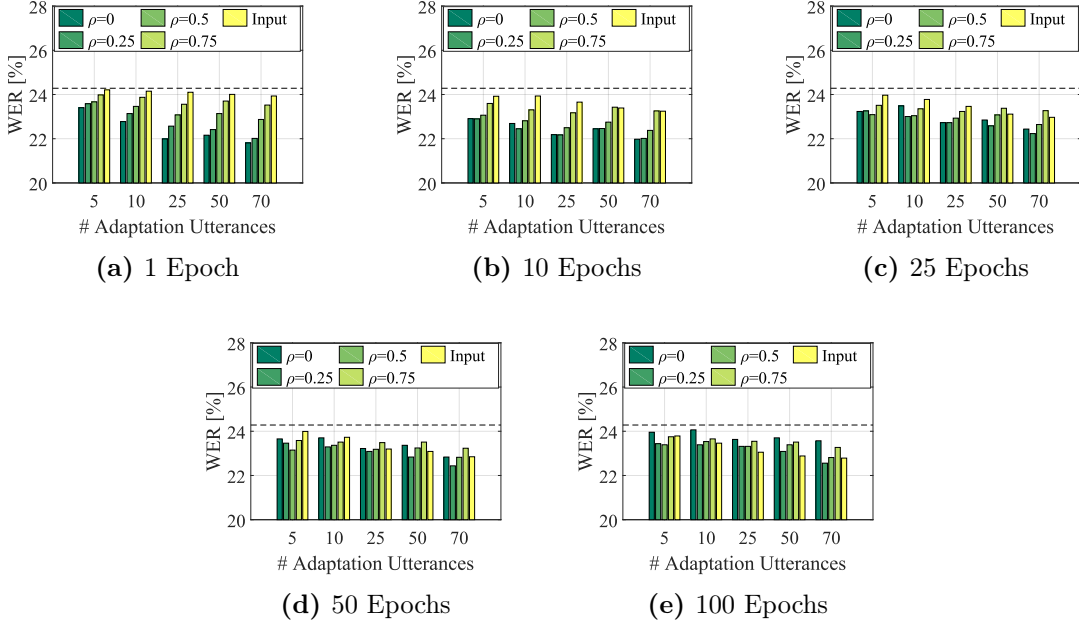 28
26
24
22
20
WER [%]
ρ=0
ρ=0.5
Input
ρ=0.25
ρ=0.75
5 10 25 50 70
# Adaptation Utterances
(a) 1 Epoch
28
26
24
22
20
WER [%]
ρ=0
ρ=0.5
Input
ρ=0.25
ρ=0.75
5 10 25 50 70
# Adaptation Utterances
(b) 10 Epochs
28
26
24
22
20
WER [%]
ρ=0
ρ=0.5
Input
ρ=0.25
ρ=0.75
5 10 25 50 70
# Adaptation Utterances
(c) 25 Epochs
28
26
24
22
20
WER [%]
ρ=0
ρ=0.5
Input
ρ=0.25
ρ=0.75
5 10 25 50 70
# Adaptation Utterances
(d) 50 Epochs
28
26
24
22
20
WER [%]
ρ=0
ρ=0.5
Input
ρ=0.25
ρ=0.75
5 10 25 50 70
# Adaptation Utterances
(e) 100 Epochs